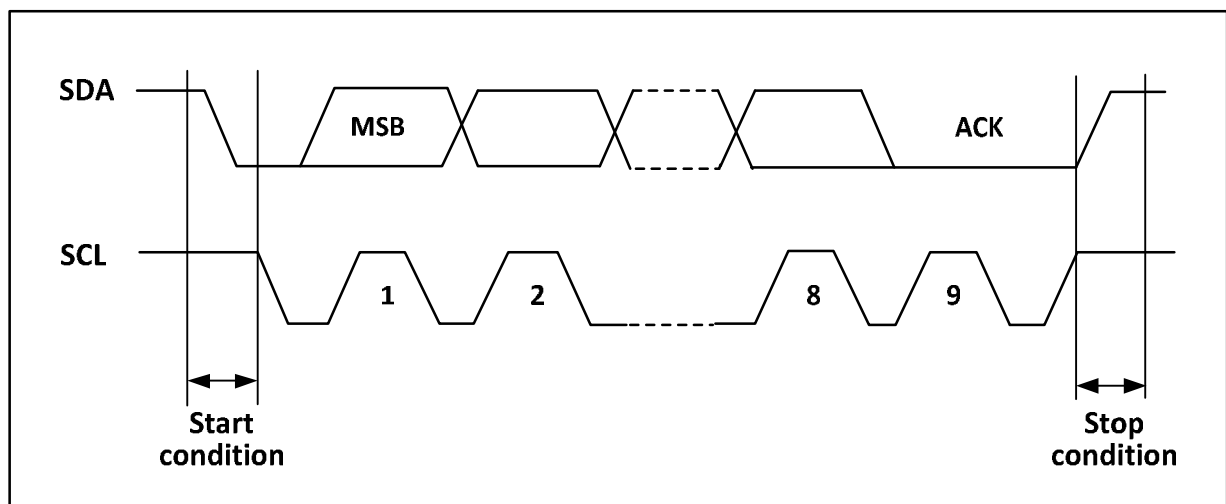 SDA
MSB
ACK
SCL
1
2
8
9
Start
condition
Stop
condition